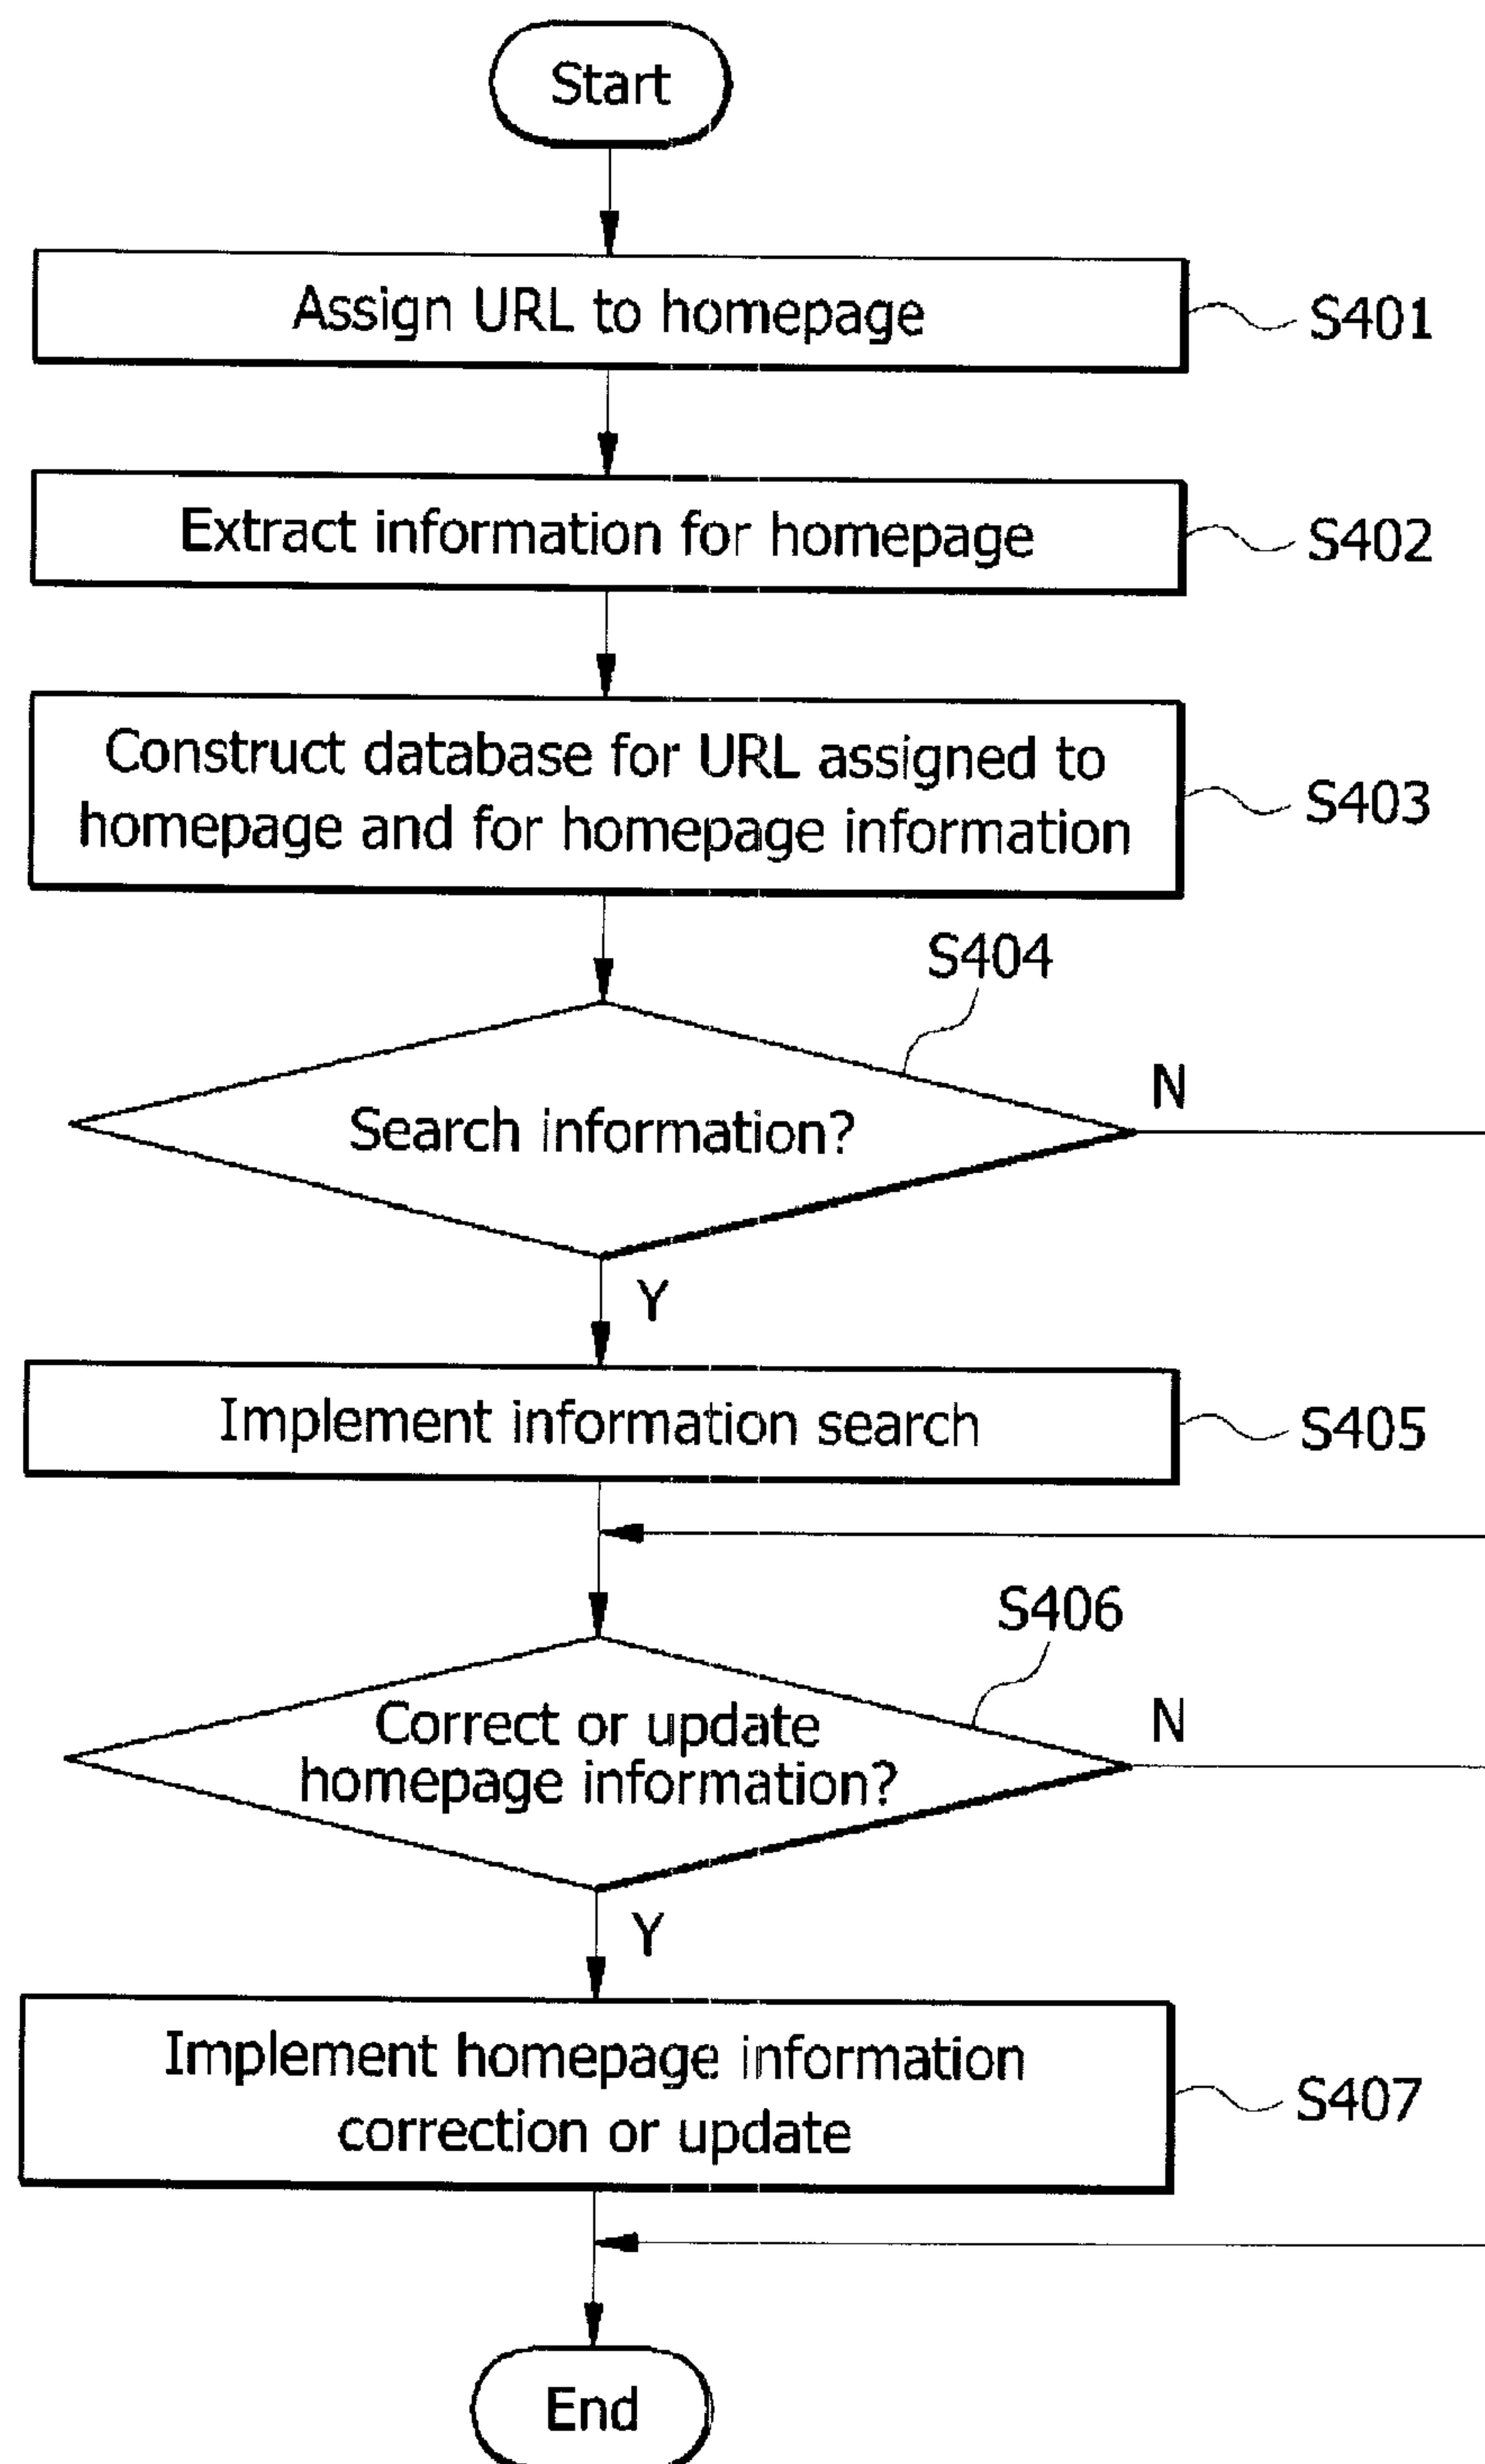 Start
Assign URL to homepage
S401
Extract information for homepage
S402
Construct database for URL assigned to
homepage and for homepage information
S403
S404
Search information?
N
Y
Implement information search
S405
S406
Correct or update
homepage information?
N
Y
Implement homepage information
correction or update
S407
End